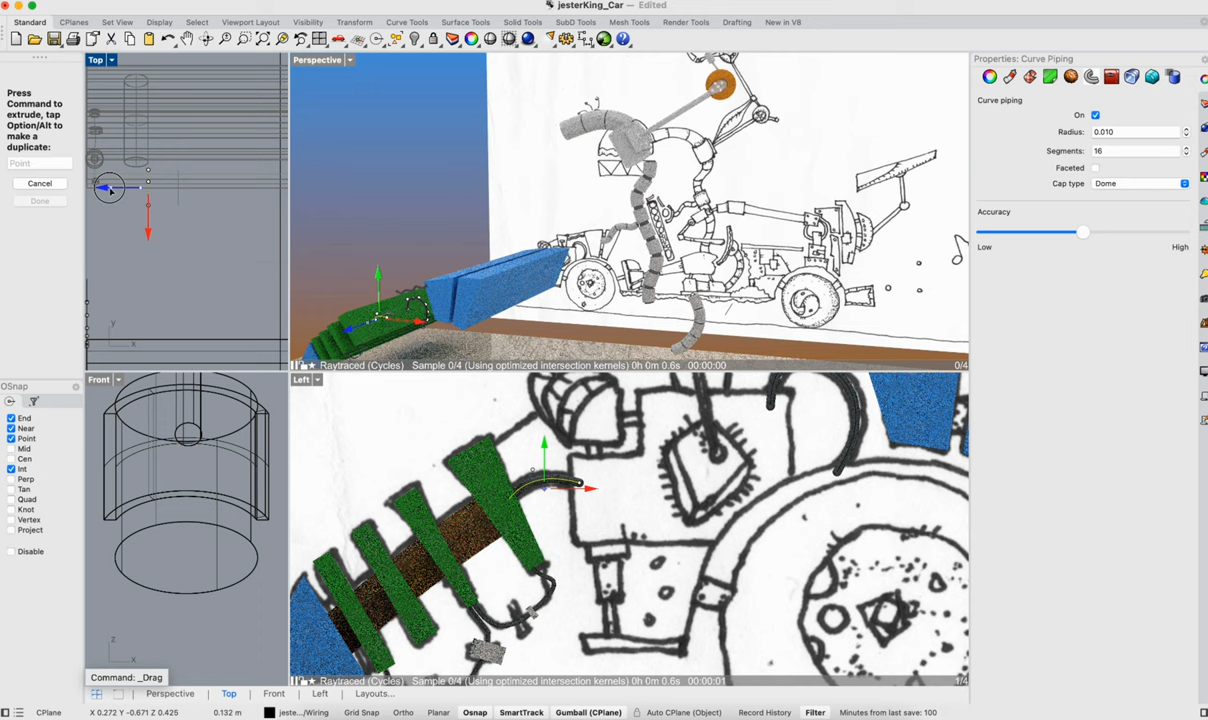 jesterKing_Car — Edited
Standard CPlanes Set View Display Select Viewport Layout Visibility Transform Curve Tools Surface Tools Solid Tools SubD Tools Mesh Tools Render Tools Drafting New in V8
Top
Perspective
Properties: Curve Piping
Press
Command to
extrude, tap
Option/Alt to
make a
duplicate:
Point
Cancel
Done
Curve piping
On
Radius: 0.010
Segments: 16
Faceted
Cap type Dome
Accuracy
Low High
y
x
Raytraced (Cycles) Sample 0/4 (Using optimized intersection kernels) 0h 0m 0.6s 00:00:00 0/4
OSnap
End
Near
Point
Mid
Cen
Int
Perp
Tan
Quad
Knot
Vertex
Project
Disable
Front
Left
z
x
Command: _Drag
Raytraced (Cycles) Sample 0/4 (Using optimized intersection kernels) 0h 0m 0.6s 00:00:01 1/4
Perspective Top Front Left Layouts...
CPlane X 0.272 Y -0.671 Z 0.425 0.132 m jeste.../Wiring Grid Snap Ortho Planar Osnap SmartTrack Gumball (CPlane) Auto CPlane (Object) Record History Filter Minutes from last save: 100